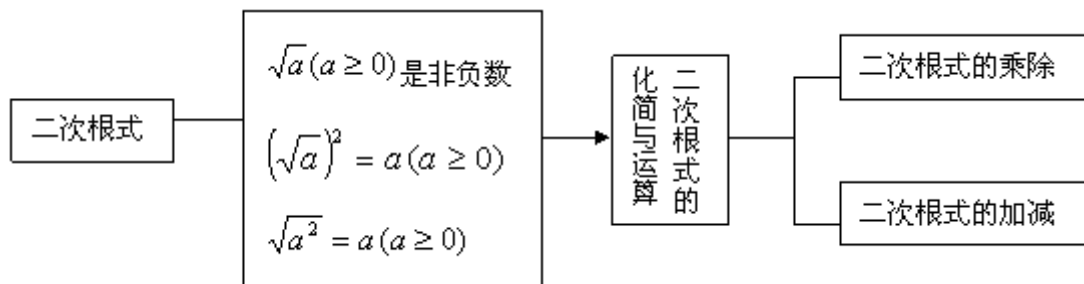 二次根式
√a(a≥0)是非负数
(√a)²=a(a≥0)
√a²=a(a≥0)
二次根式的
化简与运算
二次根式的乘除
二次根式的加减